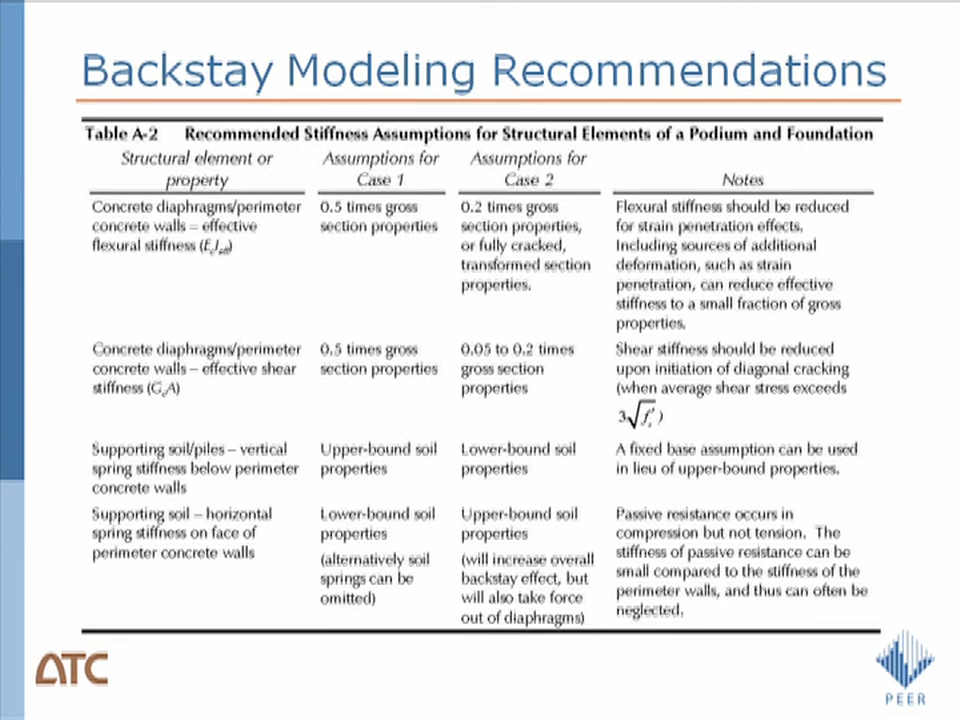 Backstay Modeling Recommendations
Table A-2 Recommended Stiffness Assumptions for Structural Elements of a Podium and Foundation
Structural element or property
Assumptions for Case 1
Assumptions for Case 2
Notes
Concrete diaphragms/perimeter
concrete walls – effective
flexural stiffness (EcIeff)
0.5 times gross
section properties
0.2 times gross
section properties,
or fully cracked,
transformed section
properties.
Flexural stiffness should be reduced
for strain penetration effects.
Including sources of additional
deformation, such as strain
penetration, can reduce effective
stiffness to a small fraction of gross
properties.
Concrete diaphragms/perimeter
concrete walls – effective shear
stiffness (GcA)
0.5 times gross
section properties
0.05 to 0.2 times
gross section
properties
Shear stiffness should be reduced
upon initiation of diagonal cracking
(when average shear stress exceeds
3√f'c )
Supporting soil/piles – vertical
spring stiffness below perimeter
concrete walls
Upper-bound soil
properties
Lower-bound soil
properties
A fixed base assumption can be used
in lieu of upper-bound properties.
Supporting soil – horizontal
spring stiffness on face of
perimeter concrete walls
Lower-bound soil
properties
(alternatively soil
springs can be
omitted)
Upper-bound soil
properties
(will increase overall
backstay effect, but
will also take force
out of diaphragms)
Passive resistance occurs in
compression but not tension. The
stiffness of passive resistance can be
small compared to the stiffness of the
perimeter walls, and thus can often be
neglected.
ATC
PEER